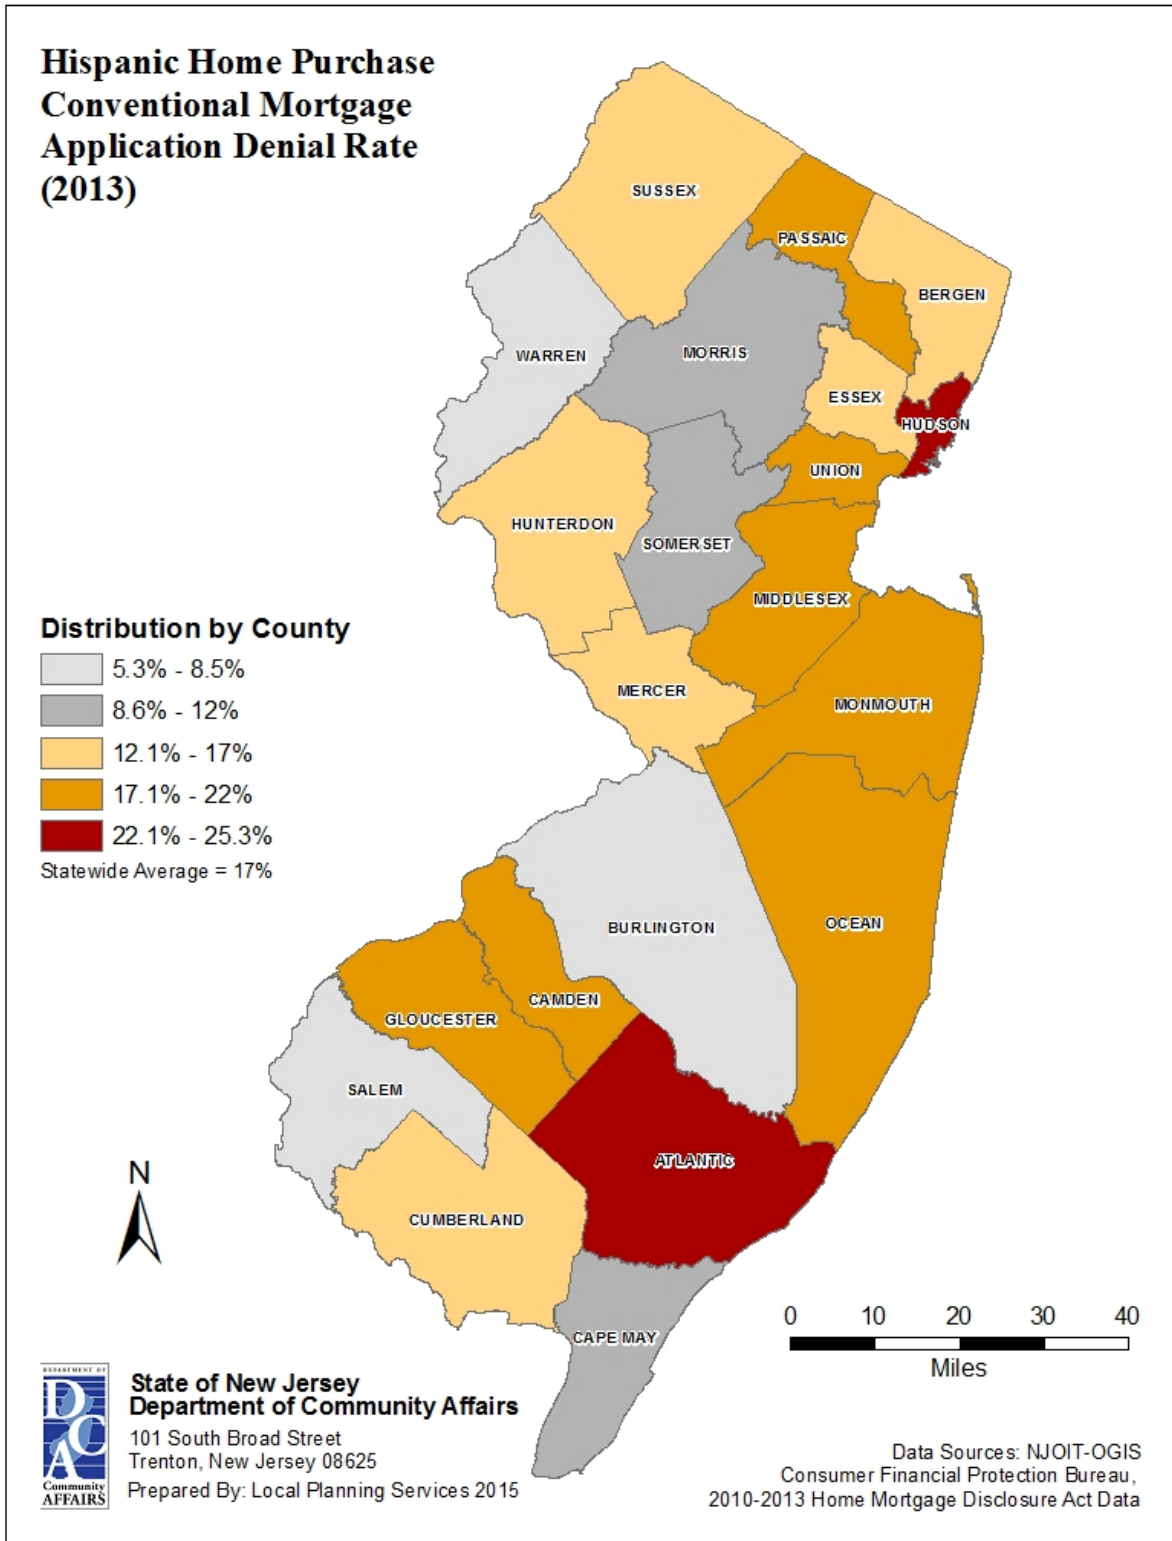 Hispanic Home Purchase
Conventional Mortgage
Application Denial Rate
(2013)
SUSSEX
PASSAIC
BERGEN
WARREN
MORRIS
ESSEX
HUDSON
UNION
HUNTERDON
SOMERSET
MIDDLESEX
MERCER
MONMOUTH
Distribution by County
5.3% - 8.5%
8.6% - 12%
12.1% - 17%
17.1% - 22%
22.1% - 25.3%
Statewide Average = 17%
BURLINGTON
OCEAN
CAMDEN
GLOUCESTER
SALEM
ATLANTIC
CUMBERLAND
CAPE MAY
N
0 10 20 30 40
Miles
DEPARTMENT OF
DCA
Community
AFFAIRS
State of New Jersey
Department of Community Affairs
101 South Broad Street
Trenton, New Jersey 08625
Prepared By: Local Planning Services 2015
Data Sources: NJOIT-OGIS
Consumer Financial Protection Bureau,
2010-2013 Home Mortgage Disclosure Act Data